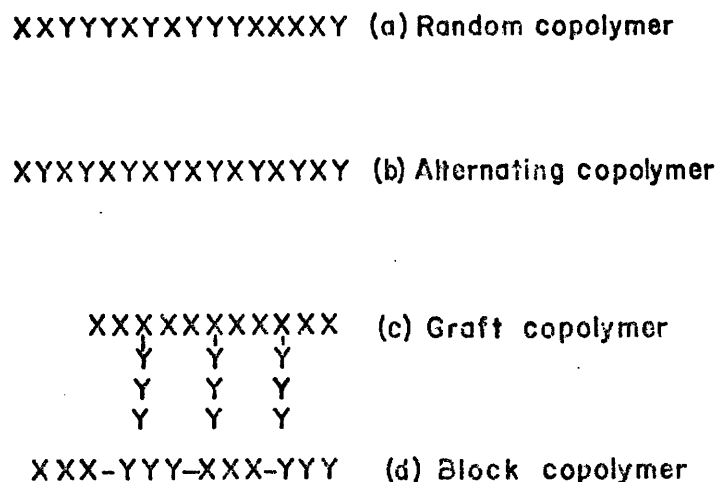 XXYYYXYXYYYXXXXY (a) Random copolymer
XYXYXYXYXYXYXYXY (b) Alternating copolymer
XXXXXXXXXXX (c) Graft copolymer
Y Y Y
Y Y Y
Y Y Y
XXX-YYY-XXX-YYY (d) Block copolymer